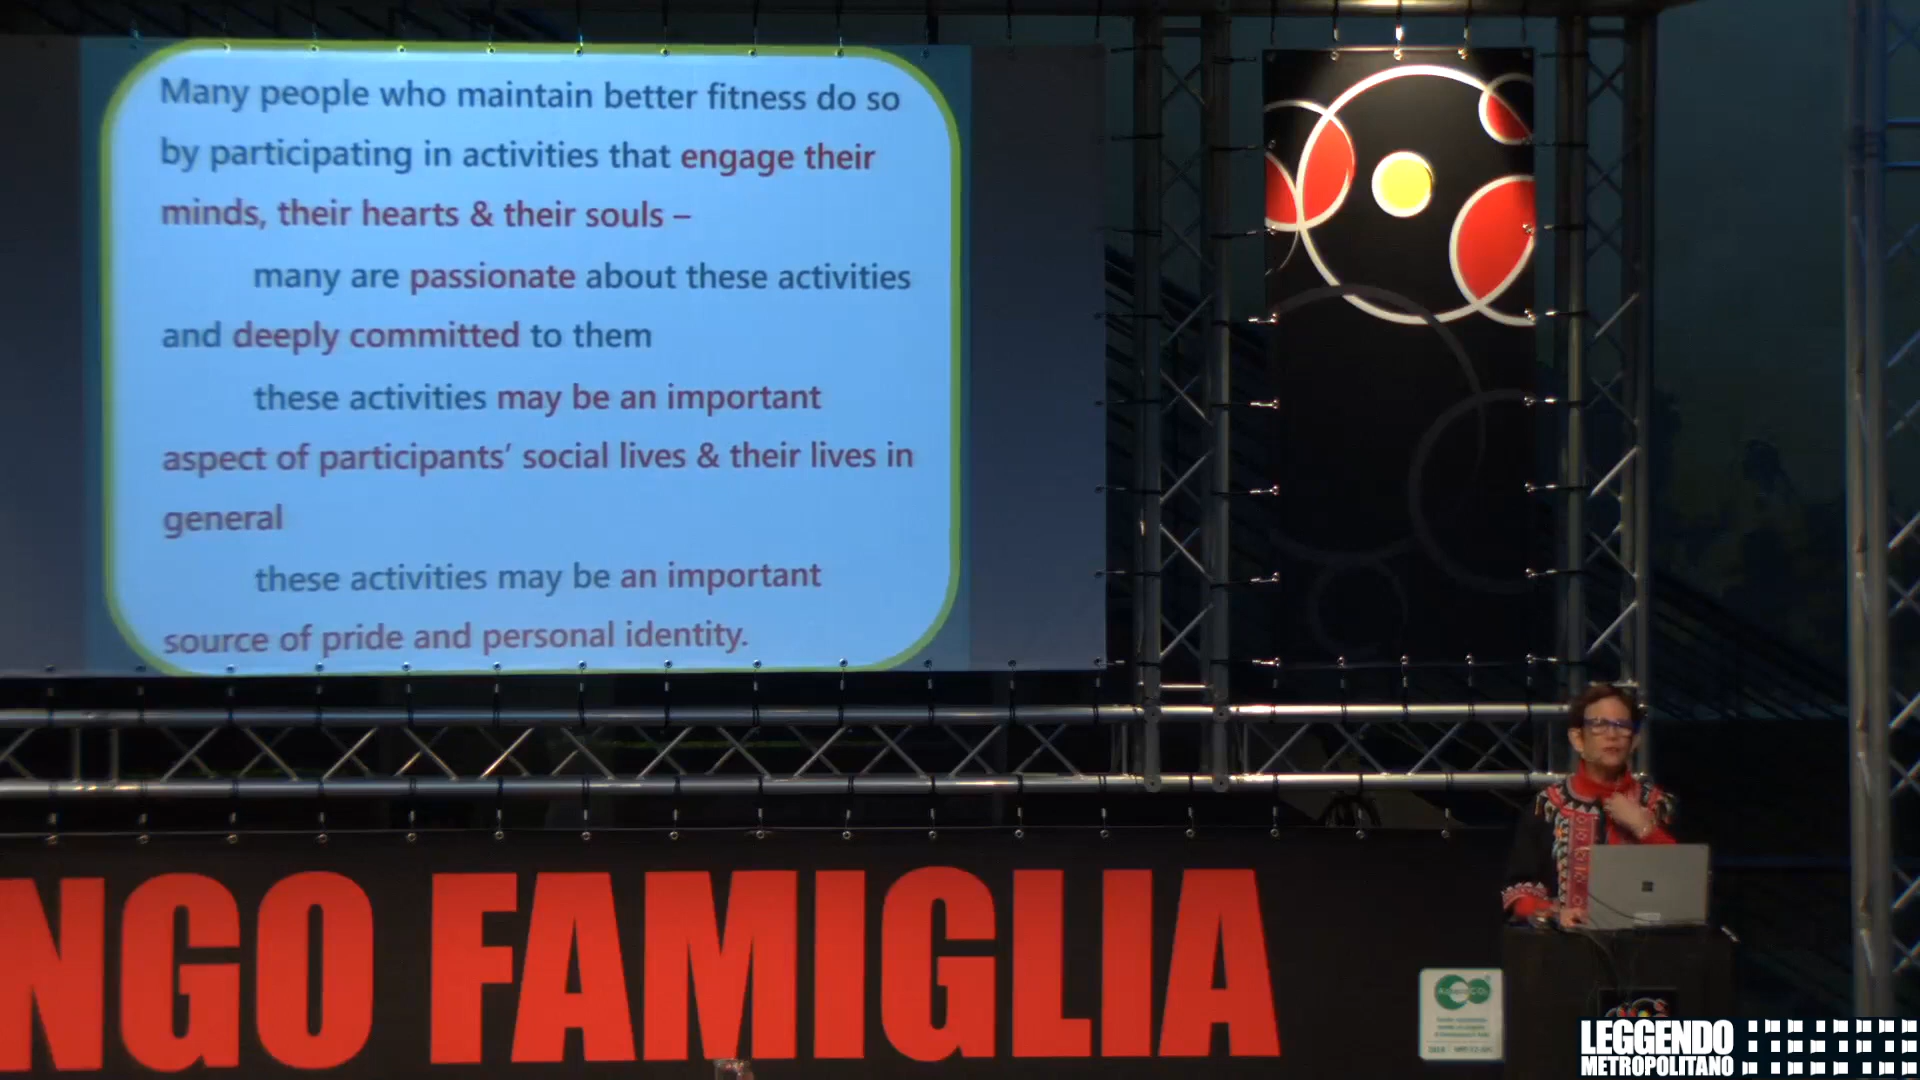 Many people who maintain better fitness do so
by participating in activities that engage their
minds, their hearts & their souls –
many are passionate about these activities
and deeply committed to them
these activities may be an important
aspect of participants' social lives & their lives in
general
these activities may be an important
source of pride and personal identity.
NGO FAMIGLIA
LEGGENDO
METROPOLITANO